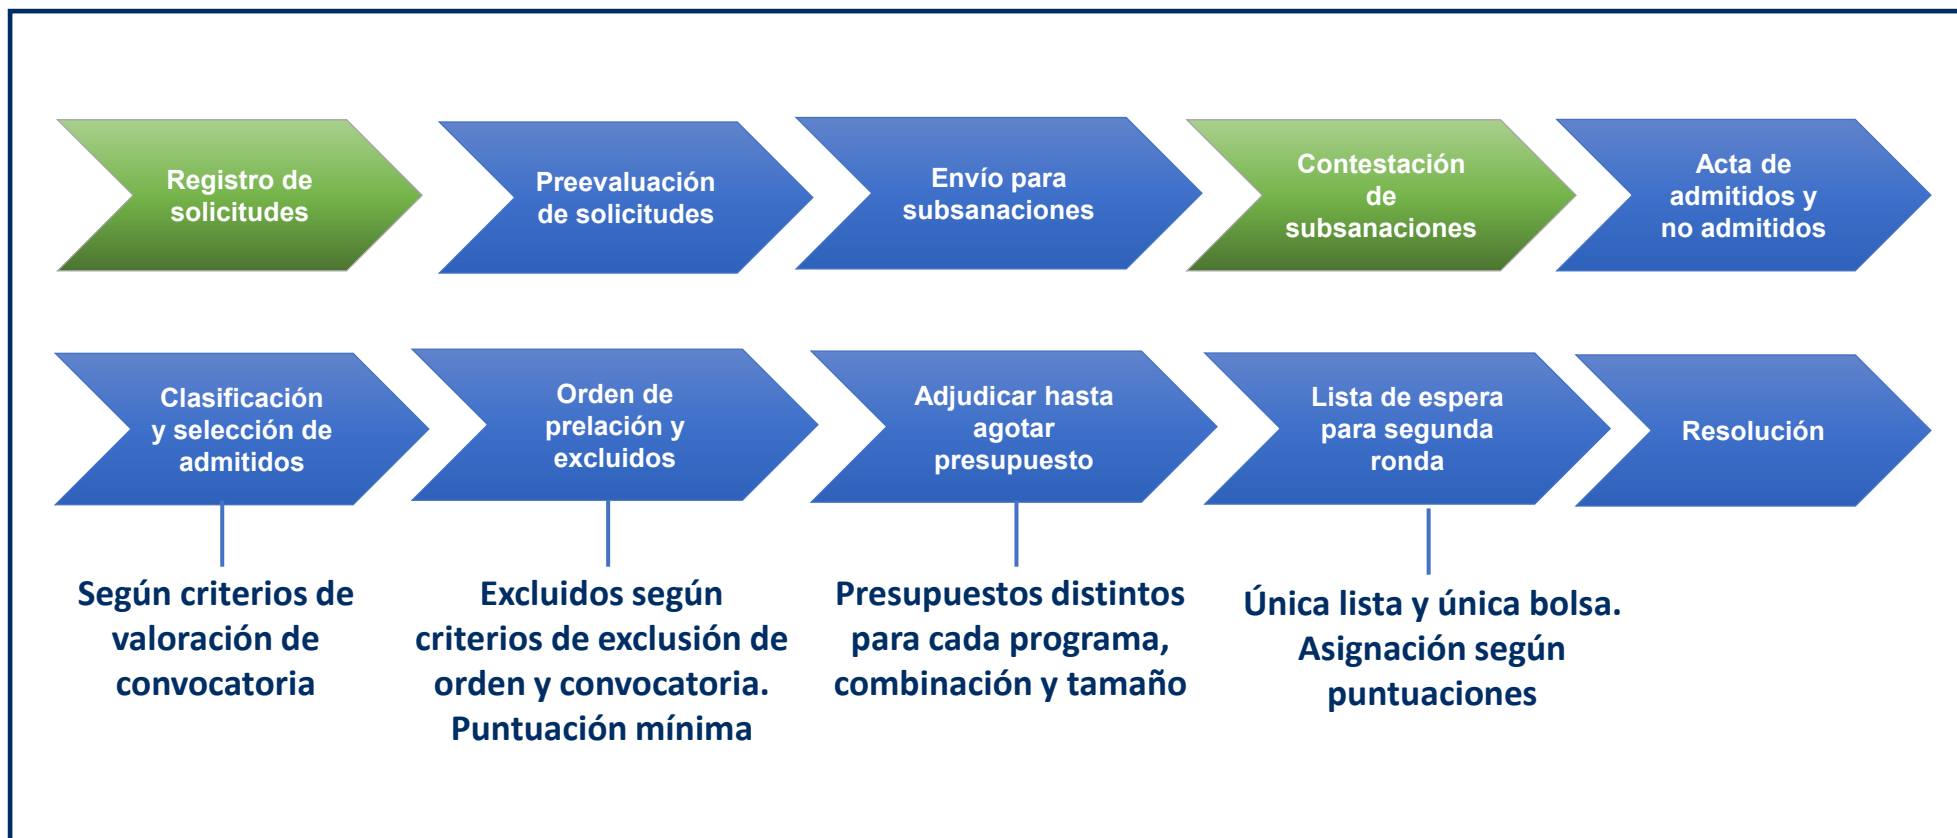 Registro de
solicitudes
Preevaluación
de solicitudes
Envío para
subsanaciones
Contestación
de
subsanaciones
Acta de
admitidos y
no admitidos
Clasificación
y selección de
admitidos
Orden de
prelación y
excluidos
Adjudicar hasta
agotar
presupuesto
Lista de espera
para segunda
ronda
Resolución
Según criterios de
valoración de
convocatoria
Excluidos según
criterios de exclusión de
orden y convocatoria.
Puntuación mínima
Presupuestos distintos
para cada programa,
combinación y tamaño
Única lista y única bolsa.
Asignación según
puntuaciones